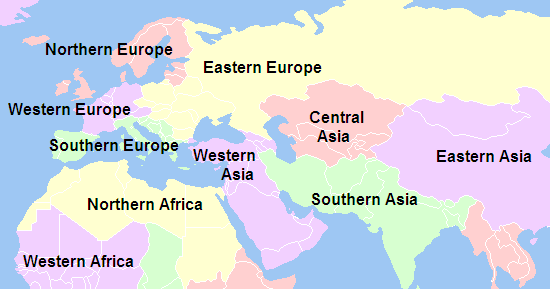 Northern Europe
Eastern Europe
Western Europe
Central
Asia
Southern Europe
Western
Asia
Eastern Asia
Northern Africa
Southern Asia
Western Africa